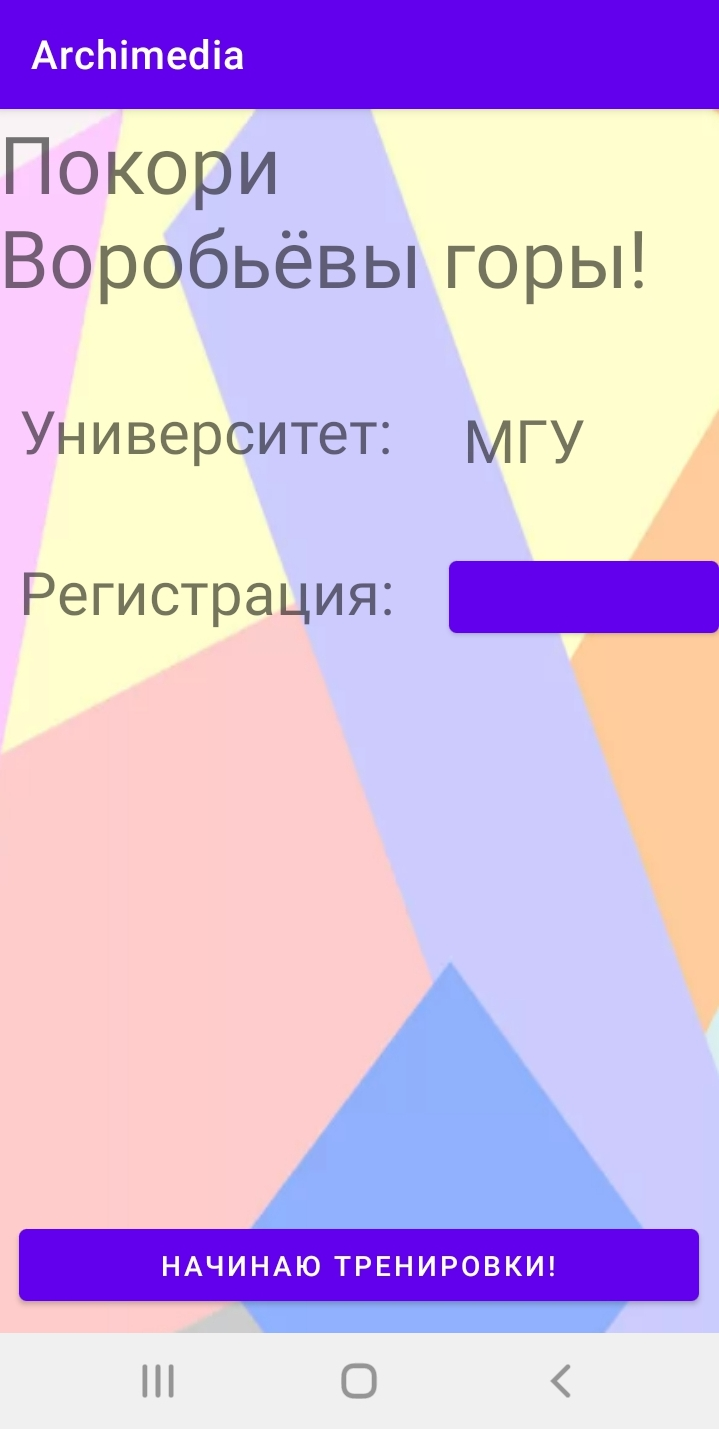 Archimedia
Покори
Воробьёвы горы!
Университет: МГУ
Регистрация:
НАЧИНАЮ ТРЕНИРОВКИ!